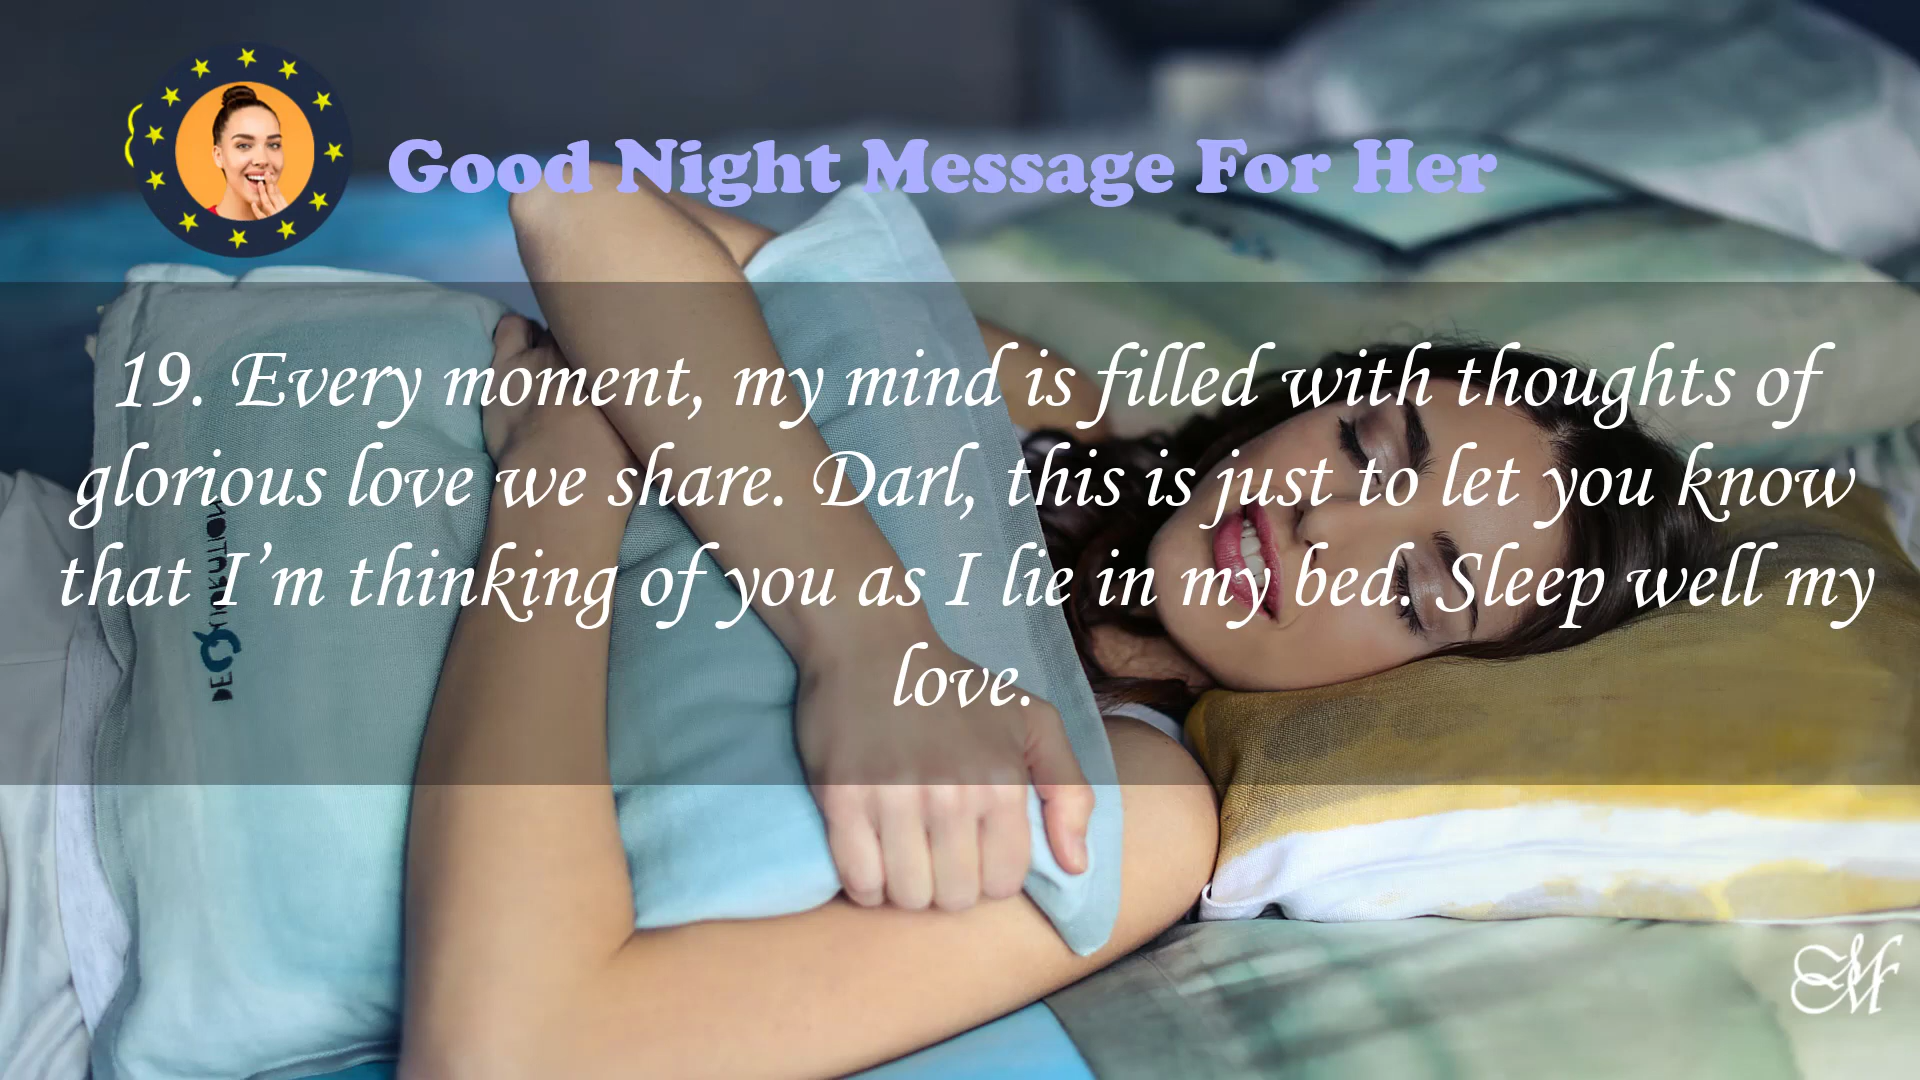 Good Night Message For Her
19. Every moment, my mind is filled with thoughts of
glorious love we share. Darl, this is just to let you know
that I’m thinking of you as I lie in my bed. Sleep well my
love.